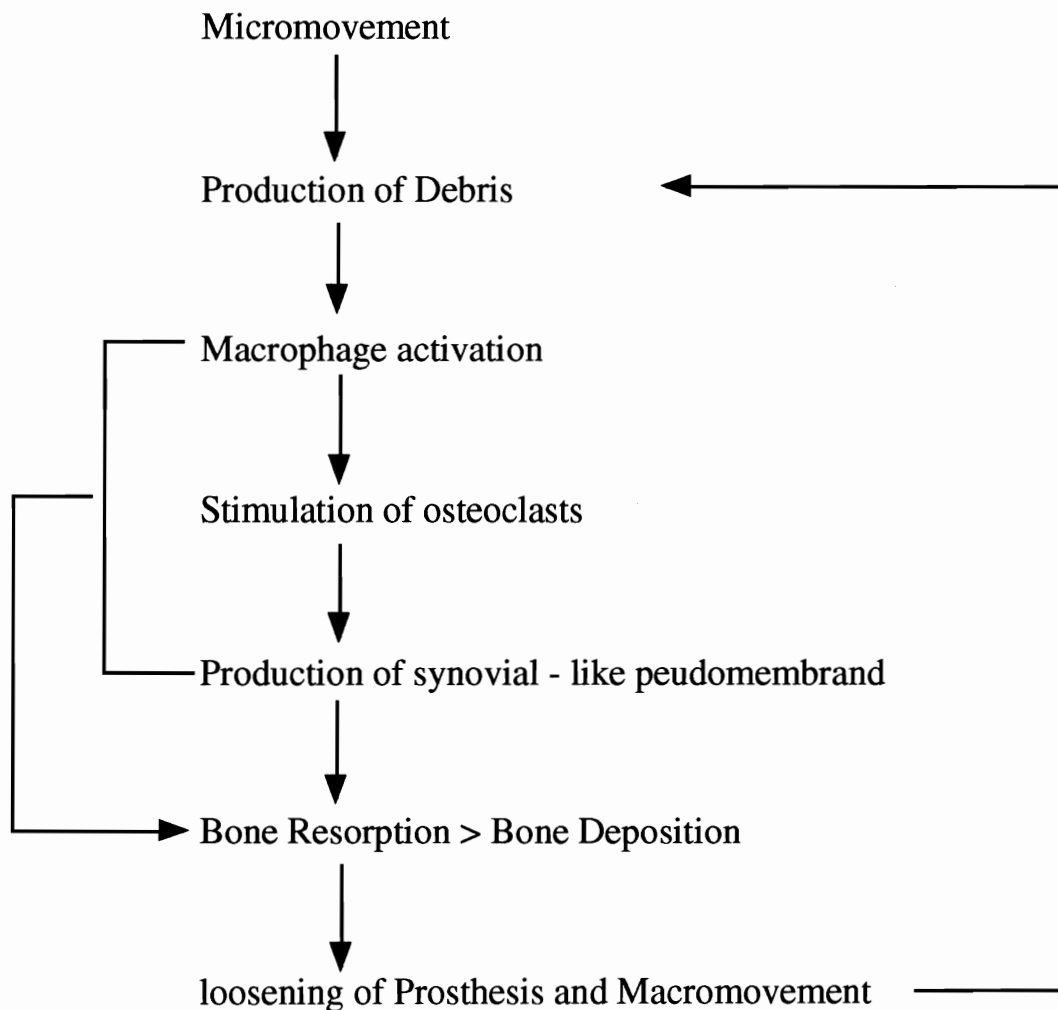 Micromovement
Production of Debris
Macrophage activation
Stimulation of osteoclasts
Production of synovial - like peudomembrand
Bone Resorption > Bone Deposition
loosening of Prosthesis and Macromovement